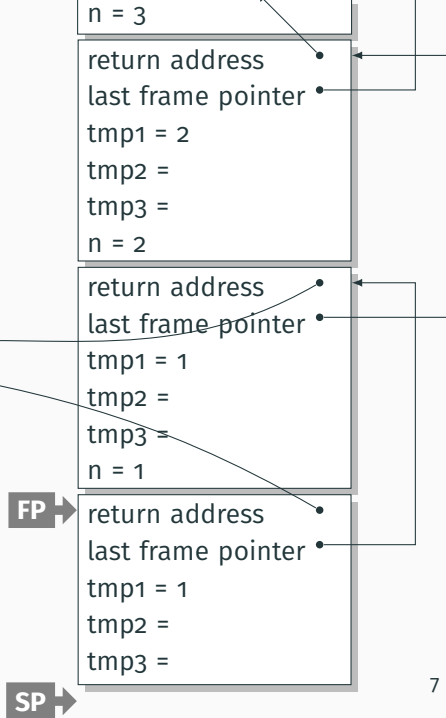 n = 3
return address
last frame pointer
tmp1 = 2
tmp2 =
tmp3 =
n = 2
return address
last frame pointer
tmp1 = 1
tmp2 =
tmp3 =
n = 1
FP
return address
last frame pointer
tmp1 = 1
tmp2 =
tmp3 =
7
SP